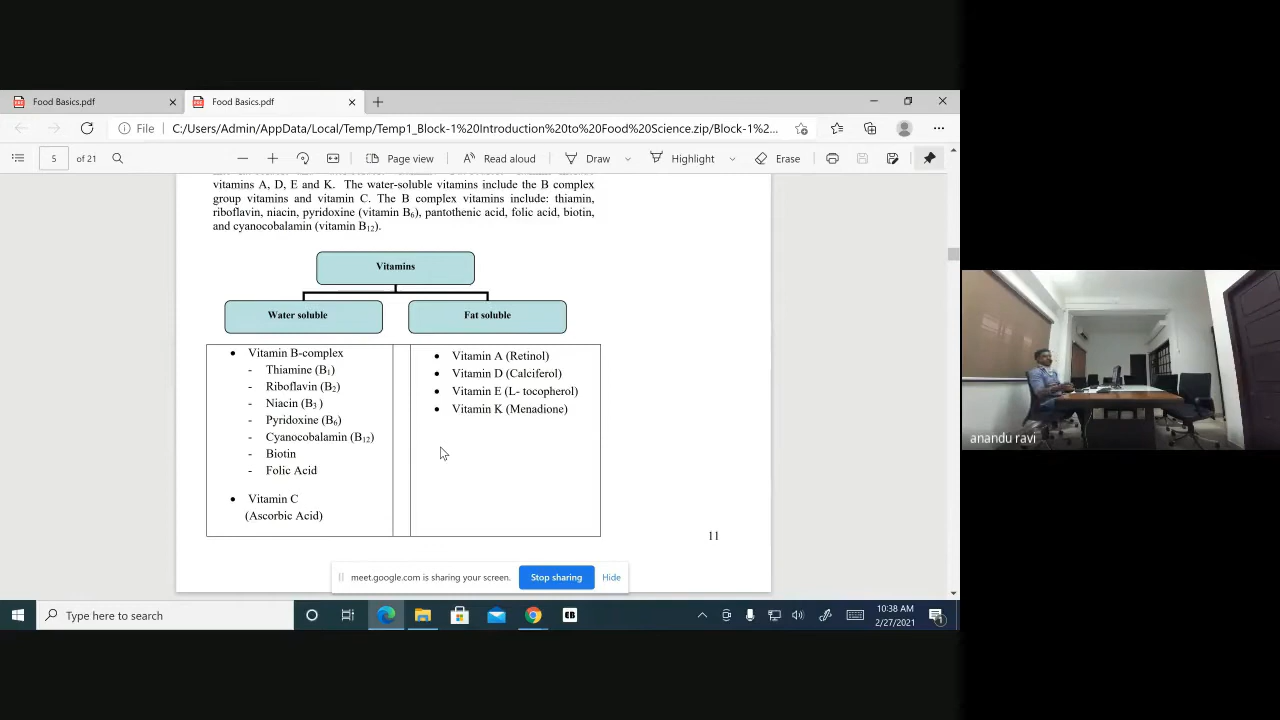 Food Basics.pdf
Food Basics.pdf
File C:/Users/Admin/AppData/Local/Temp/Temp1_Block-1%20Introduction%20to%20Food%20Science.zip/Block-1%2...
5 of 21 Page view Read aloud Draw Highlight Erase
vitamins A, D, E and K. The water-soluble vitamins include the B complex
group vitamins and vitamin C. The B complex vitamins include: thiamin,
riboflavin, niacin, pyridoxine (vitamin B6), pantothenic acid, folic acid, biotin,
and cyanocobalamin (vitamin B12).
Vitamins
Water soluble
Fat soluble
• Vitamin B-complex
- Thiamine (B1)
- Riboflavin (B2)
- Niacin (B3 )
- Pyridoxine (B6)
- Cyanocobalamin (B12)
- Biotin
- Folic Acid
• Vitamin C
(Ascorbic Acid)
• Vitamin A (Retinol)
• Vitamin D (Calciferol)
• Vitamin E (L- tocopherol)
• Vitamin K (Menadione)
11
meet.google.com is sharing your screen. Stop sharing Hide
Type here to search
10:38 AM
2/27/2021
anandu ravi